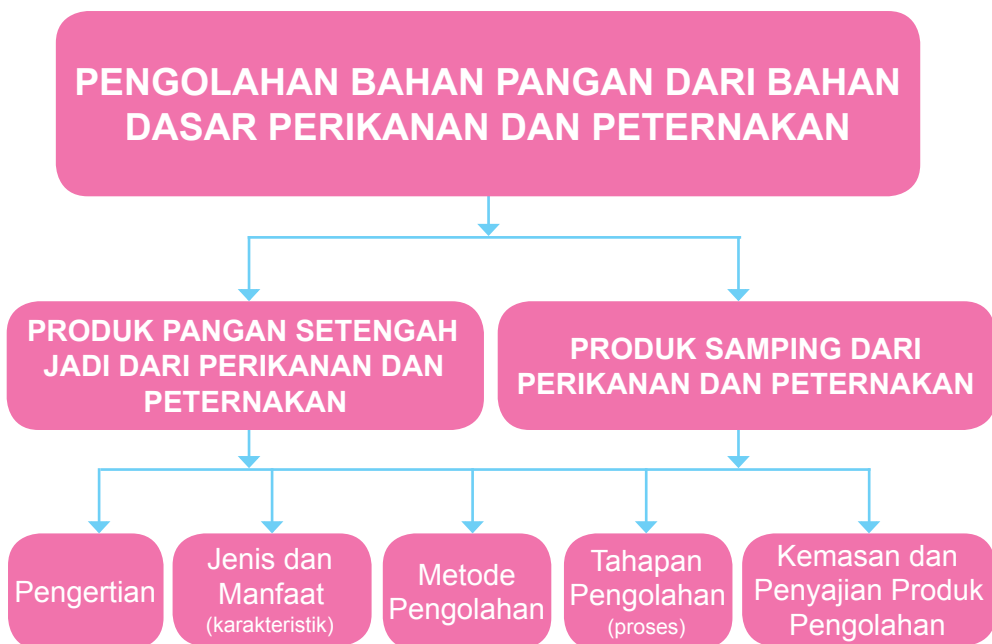 PENGOLAHAN BAHAN PANGAN DARI BAHAN
DASAR PERIKANAN DAN PETERNAKAN
PRODUK PANGAN SETENGAH
JADI DARI PERIKANAN DAN
PETERNAKAN
PRODUK SAMPING DARI
PERIKANAN DAN PETERNAKAN
Pengertian
Jenis dan
Manfaat
(karakteristik)
Metode
Pengolahan
Tahapan
Pengolahan
(proses)
Kemasan dan
Penyajian Produk
Pengolahan